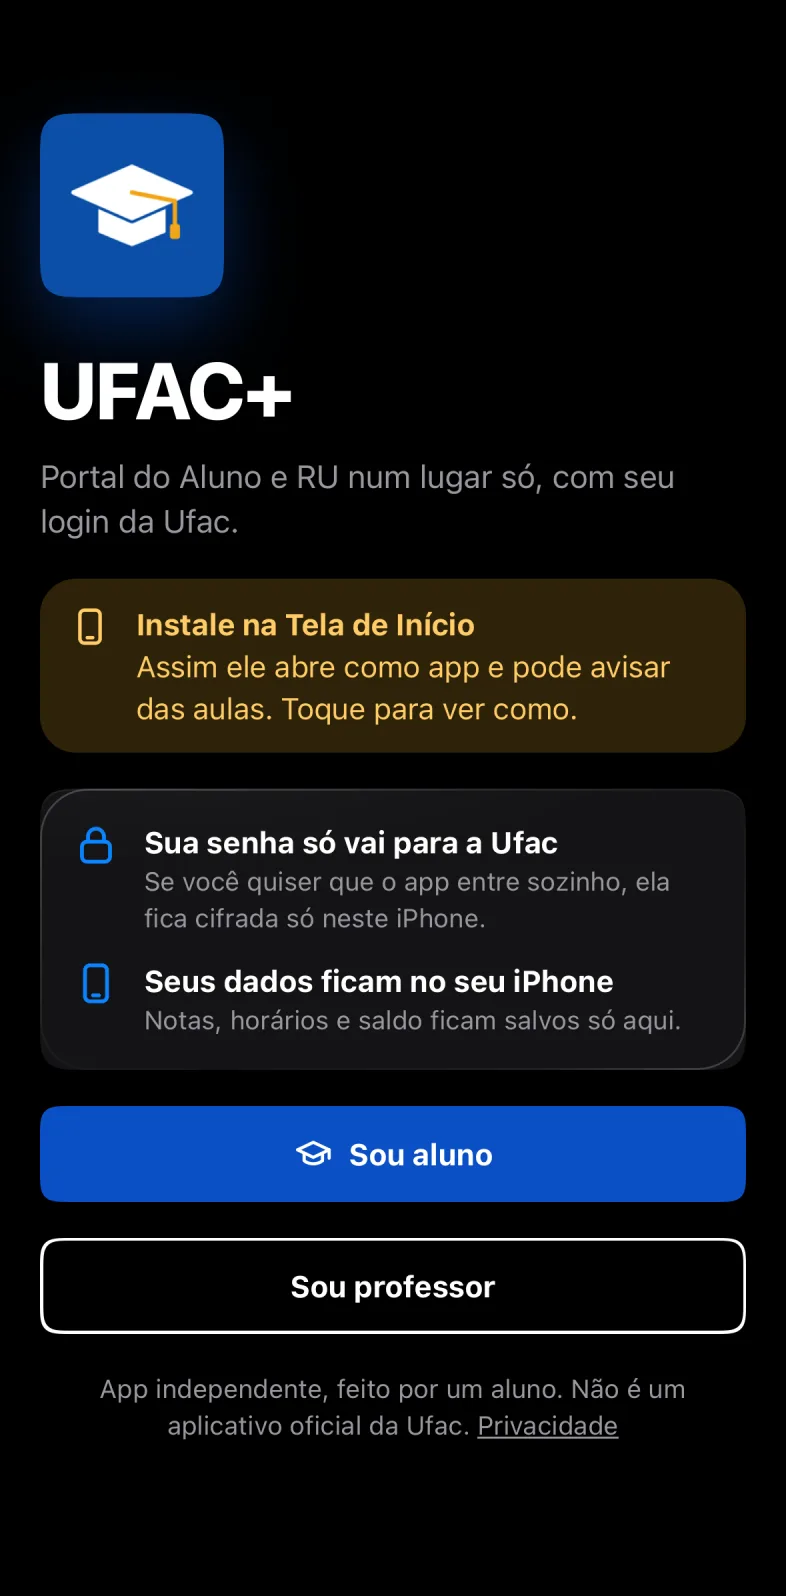 UFAC+
Portal do Aluno e RU num lugar só, com seu
login da Ufac.
Instale na Tela de Início
Assim ele abre como app e pode avisar
das aulas. Toque para ver como.
Sua senha só vai para a Ufac
Se você quiser que o app entre sozinho, ela
fica cifrada só neste iPhone.
Seus dados ficam no seu iPhone
Notas, horários e saldo ficam salvos só aqui.
Sou aluno
Sou professor
App independente, feito por um aluno. Não é um
aplicativo oficial da Ufac. Privacidade